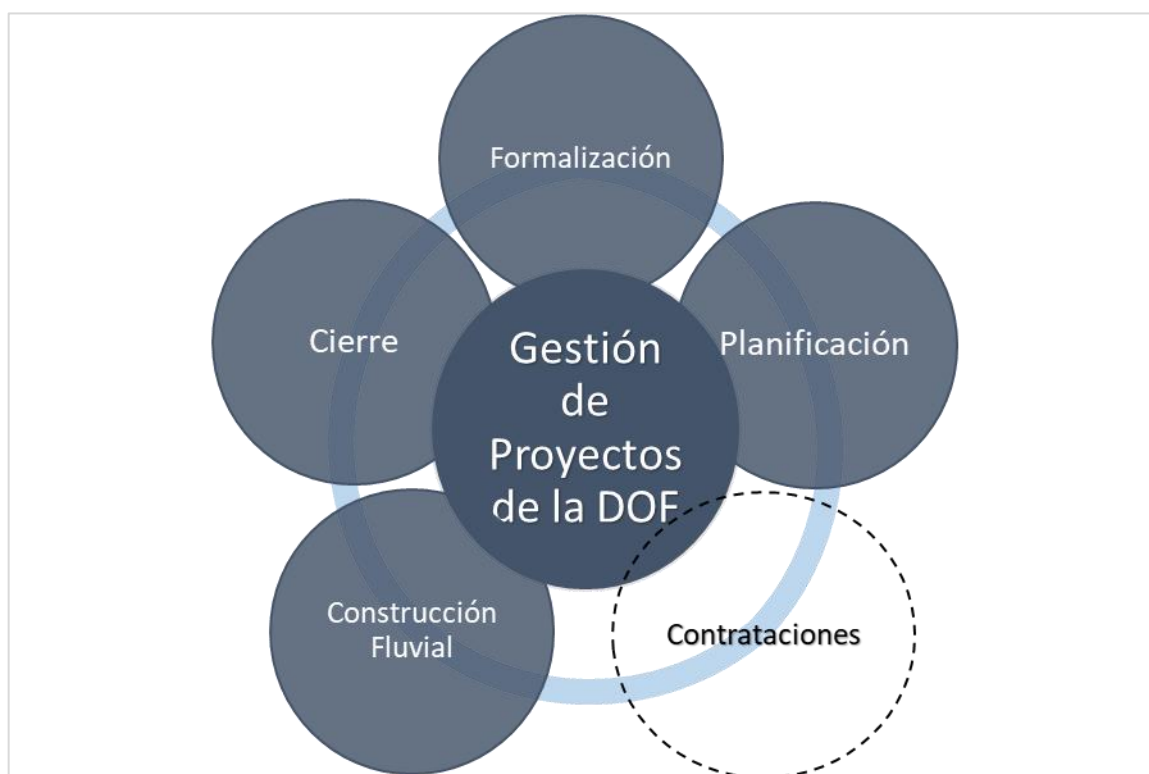 Formalización
Cierre
Planificación
Gestión
de
Proyectos
de la DOF
Construcción
Fluvial
Contrataciones